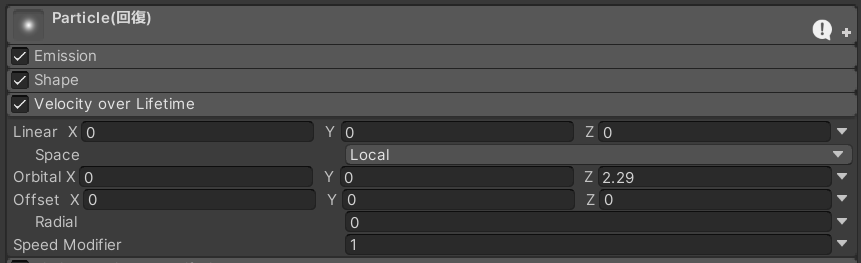 Particle(回復)
Emission
Shape
Velocity over Lifetime
Linear X 0 Y 0 Z 0
Space Local
Orbital X 0 Y 0 Z 2.29
Offset X 0 Y 0 Z 0
Radial 0
Speed Modifier 1